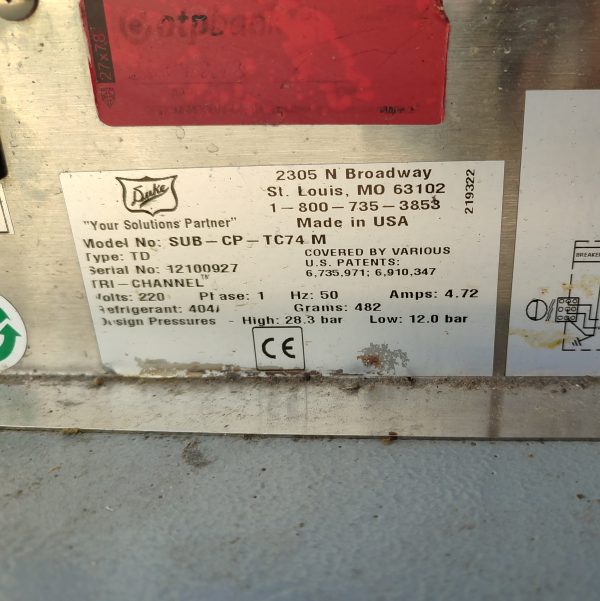 27×78
Duke
"Your Solutions Partner"
2305 N Broadway
St. Louis, MO 63102
1-800-735-3853
Made in USA
219322
Model No: SUB-CP-TC74 M
Type: TD
Serial No: 12100927
COVERED BY VARIOUS
U.S. PATENTS:
6,735,971; 6,910,347
TRI-CHANNEL™
Volts: 220 Phase: 1 Hz: 50 Amps: 4.72
Refrigerant: 404 Grams: 482
Design Pressures - High: 28.3 bar Low: 12.0 bar
CE
BREAKER